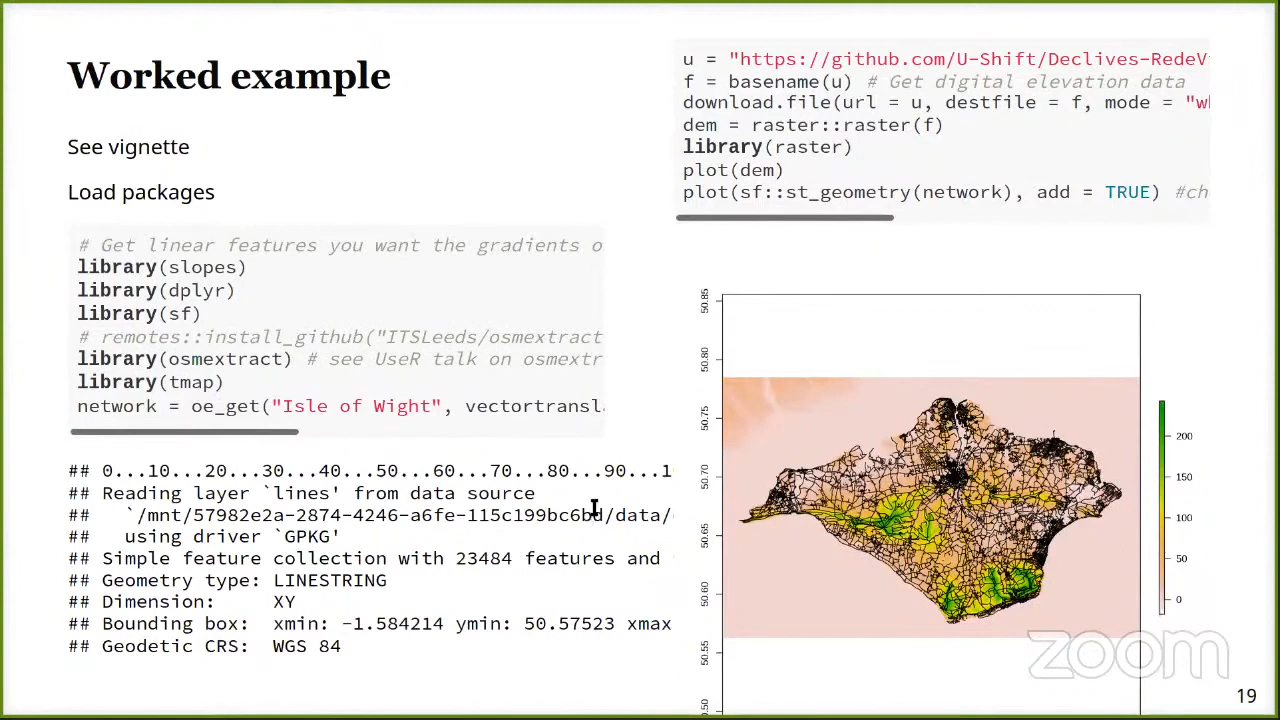 Worked example
See vignette
Load packages
# Get linear features you want the gradients o
library(slopes)
library(dplyr)
library(sf)
# remotes::install_github("ITSLeeds/osmextract
library(osmextract) # see UseR talk on osmextr
library(tmap)
network = oe_get("Isle of Wight", vectortransla
## 0...10...20...30...40...50...60...70...80...90...1
## Reading layer `lines' from data source
##   `/mnt/57982e2a-2874-4246-a6fe-115c199bc6bd/data/
##   using driver `GPKG'
## Simple feature collection with 23484 features and
## Geometry type: LINESTRING
## Dimension:     XY
## Bounding box:  xmin: -1.584214 ymin: 50.57523 xmax
## Geodetic CRS:  WGS 84
u = "https://github.com/U-Shift/Declives-RedeV
f = basename(u) # Get digital elevation data
download.file(url = u, destfile = f, mode = "w
dem = raster::raster(f)
library(raster)
plot(dem)
plot(sf::st_geometry(network), add = TRUE) #ch
50.85
50.80
50.75
50.70
50.65
50.60
50.55
50.50
200
150
100
50
0
zoom
19